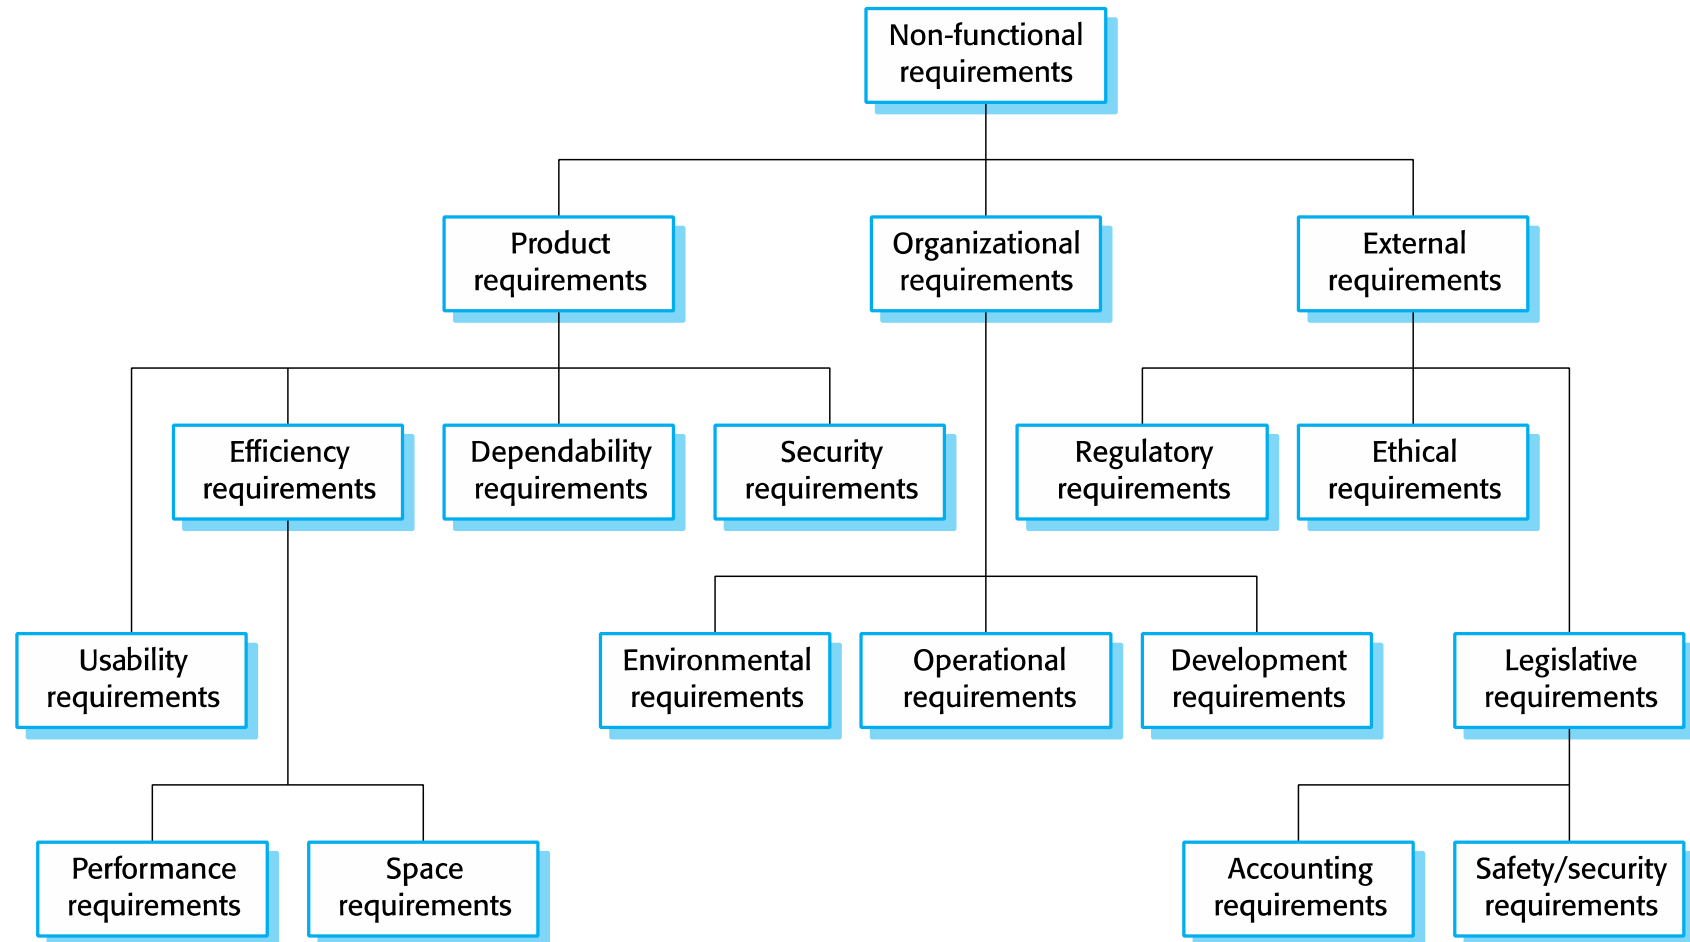 Non-functional
requirements
Product
requirements
Organizational
requirements
External
requirements
Efficiency
requirements
Dependability
requirements
Security
requirements
Regulatory
requirements
Ethical
requirements
Usability
requirements
Environmental
requirements
Operational
requirements
Development
requirements
Legislative
requirements
Performance
requirements
Space
requirements
Accounting
requirements
Safety/security
requirements